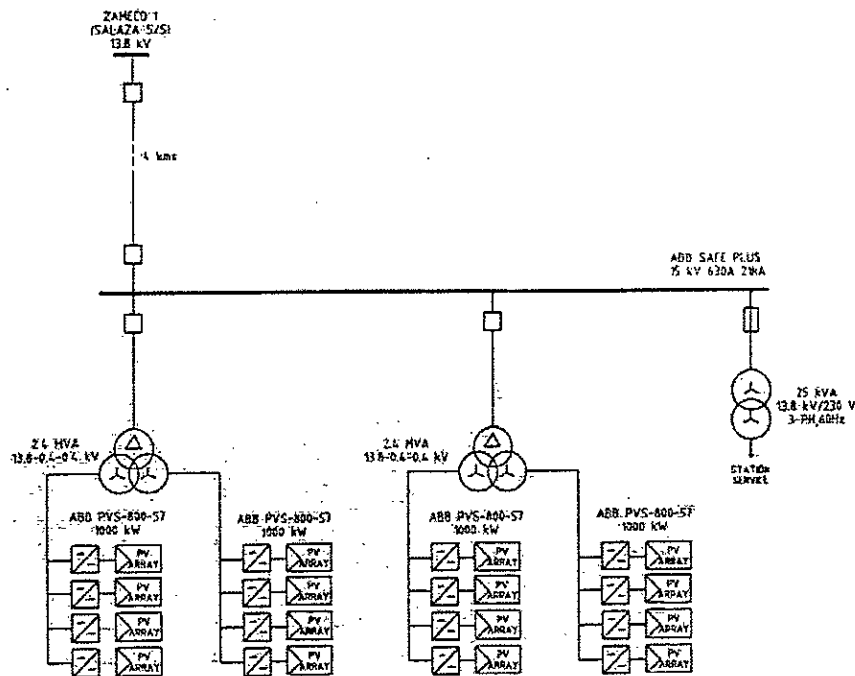 ZAMECO 1
(SALAZA S/S)
13.8 kV
4 kms
ABB SAFE PLUS
15 kV 630A 21kA
2.4 MVA
13.8-0.4-0.4 kV
2.4 MVA
13.8-0.4-0.4 kV
25 kVA
13.8 kV/230 V
3-PH, 60Hz
STATION
SERVICE
ABB PVS-800-57
1000 kW
ABB PVS-800-57
1000 kW
ABB PVS-800-57
1000 kW
ABB PVS-800-57
1000 kW
PV
ARRAY
PV
ARRAY
PV
ARRAY
PV
ARRAY
PV
ARRAY
PV
ARRAY
PV
ARRAY
PV
ARRAY
PV
ARRAY
PV
ARRAY
PV
ARRAY
PV
ARRAY
PV
ARRAY
PV
ARRAY
PV
ARRAY
PV
ARRAY